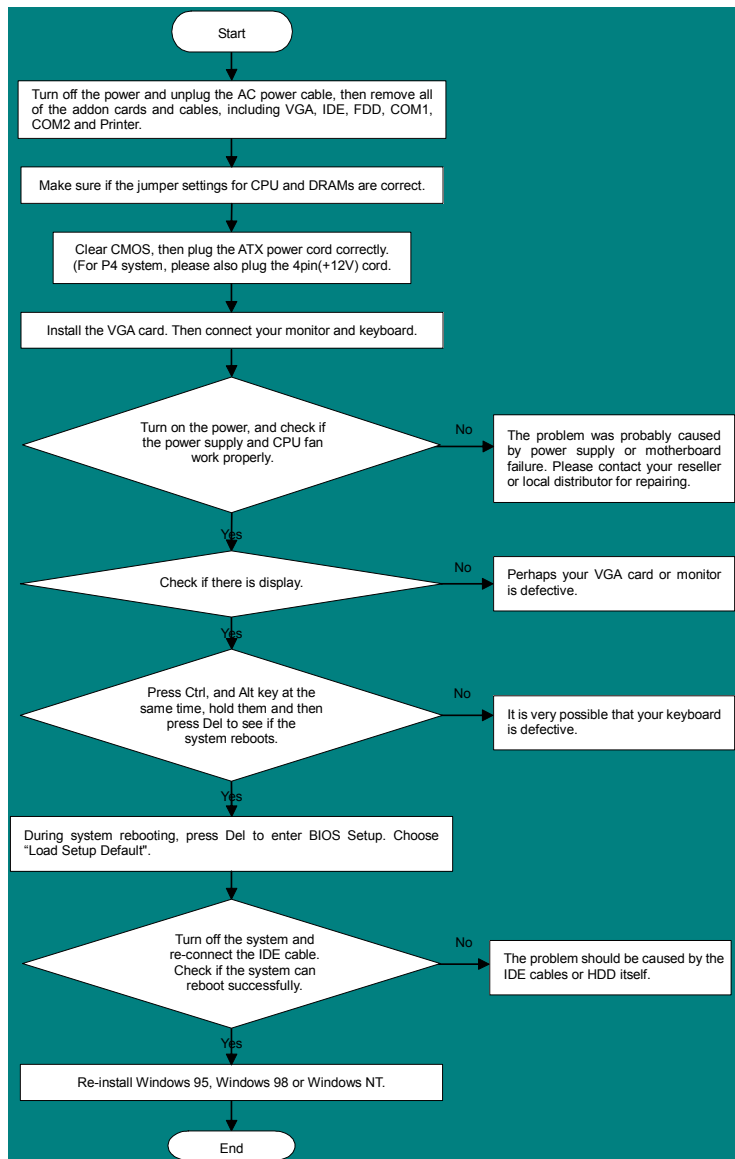 Start
Turn off the power and unplug the AC power cable, then remove all
of the addon cards and cables, including VGA, IDE, FDD, COM1,
COM2 and Printer.
Make sure if the jumper settings for CPU and DRAMs are correct.
Clear CMOS, then plug the ATX power cord correctly.
(For P4 system, please also plug the 4pin(+12V) cord.
Install the VGA card. Then connect your monitor and keyboard.
Turn on the power, and check if
the power supply and CPU fan
work properly.
No
The problem was probably caused
by power supply or motherboard
failure. Please contact your reseller
or local distributor for repairing.
Yes
Check if there is display.
No
Perhaps your VGA card or monitor
is defective.
Yes
Press Ctrl, and Alt key at the
same time, hold them and then
press Del to see if the
system reboots.
No
It is very possible that your keyboard
is defective.
Yes
During system rebooting, press Del to enter BIOS Setup. Choose
“Load Setup Default".
Turn off the system and
re-connect the IDE cable.
Check if the system can
reboot successfully.
No
The problem should be caused by the
IDE cables or HDD itself.
Yes
Re-install Windows 95, Windows 98 or Windows NT.
End